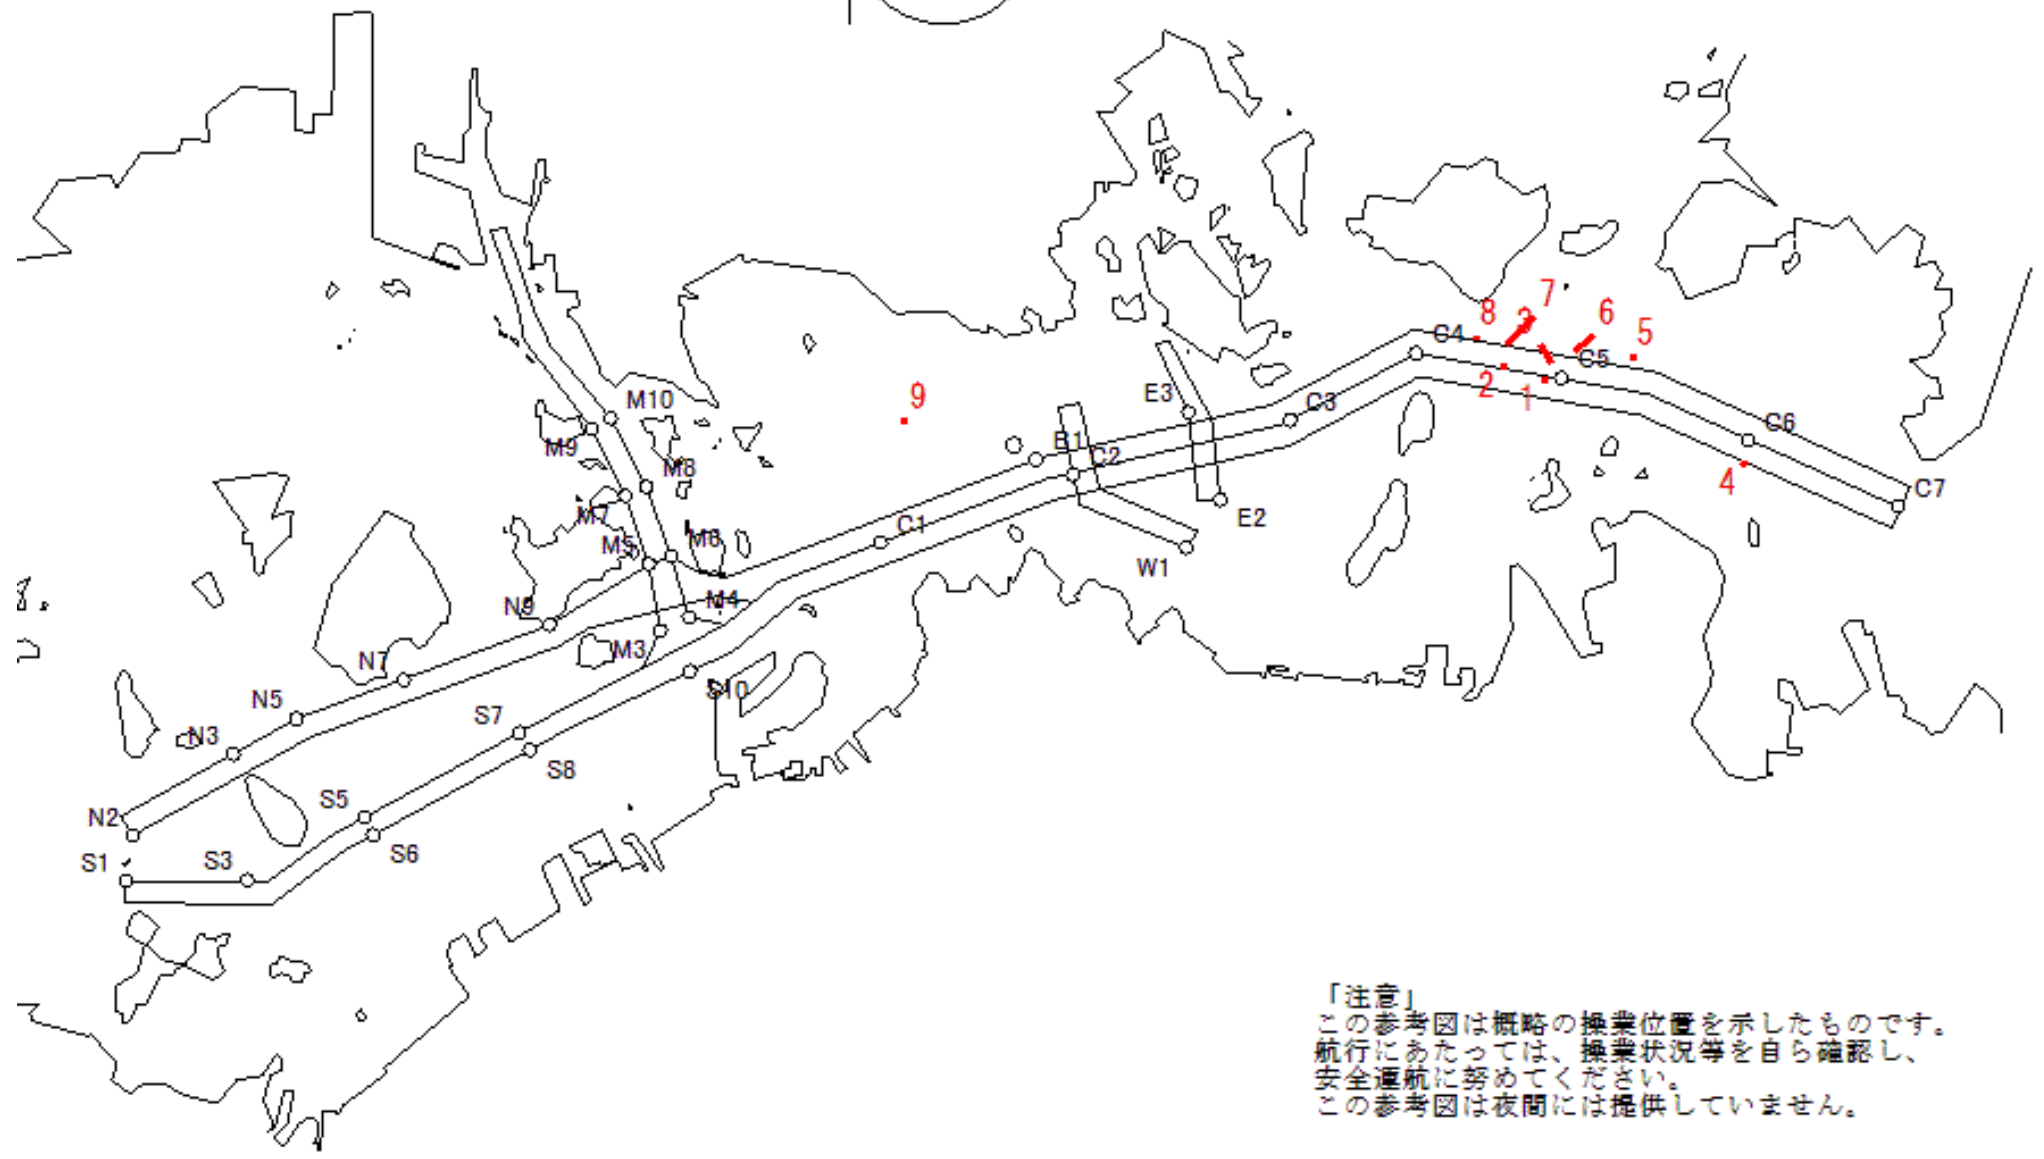 8
7
3
6
5
C4
C5
2
1
M10
9
E3
C3
C6
M9
B1
M8
C2
4
C7
M7
E2
C1
M6
M5
W1
N9
M4
M3
N7
S10
N5
S7
N3
S8
S5
N2
S6
S1
S3
「注意」
この参考図は概略の操業位置を示したものです。
航行にあたっては、操業状況等を自ら確認し、
安全運航に努めてください。
この参考図は夜間には提供していません。